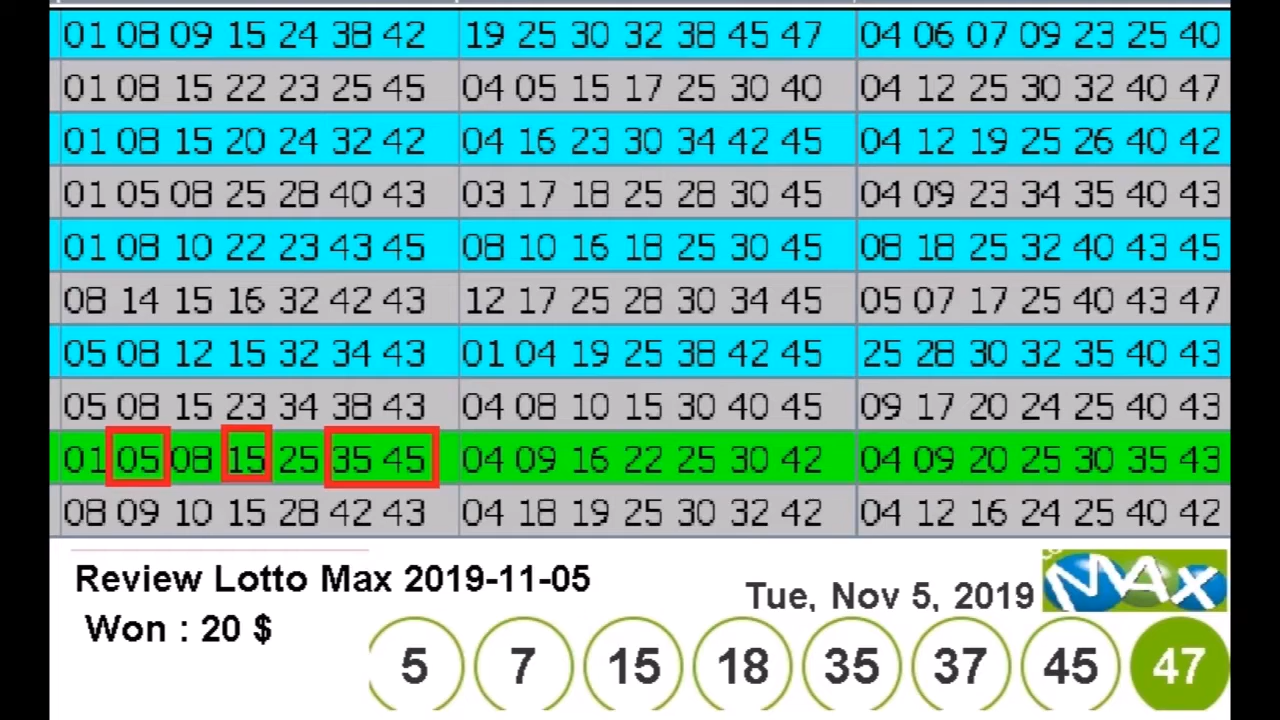 01 08 09 15 24 38 42 19 25 30 32 38 45 47 04 06 07 09 23 25 40
01 08 15 22 23 25 45 04 05 15 17 25 30 40 04 12 25 30 32 40 47
01 08 15 20 24 32 42 04 16 23 30 34 42 45 04 12 19 25 26 40 42
01 05 08 25 28 40 43 03 17 18 25 28 30 45 04 09 23 34 35 40 43
01 08 10 22 23 43 45 08 10 16 18 25 30 45 08 18 25 32 40 43 45
08 14 15 16 32 42 43 12 17 25 28 30 34 45 05 07 17 25 40 43 47
05 08 12 15 32 34 43 01 04 19 25 38 42 45 25 28 30 32 35 40 43
05 08 15 23 34 38 43 04 08 10 15 30 40 45 09 17 20 24 25 40 43
01 05 08 15 25 35 45 04 09 16 22 25 30 42 04 09 20 25 30 35 43
08 09 10 15 28 42 43 04 18 19 25 30 32 42 04 12 16 24 25 40 42
Review Lotto Max 2019-11-05
Won : 20 $
Tue, Nov 5, 2019
MAX
5 7 15 18 35 37 45 47